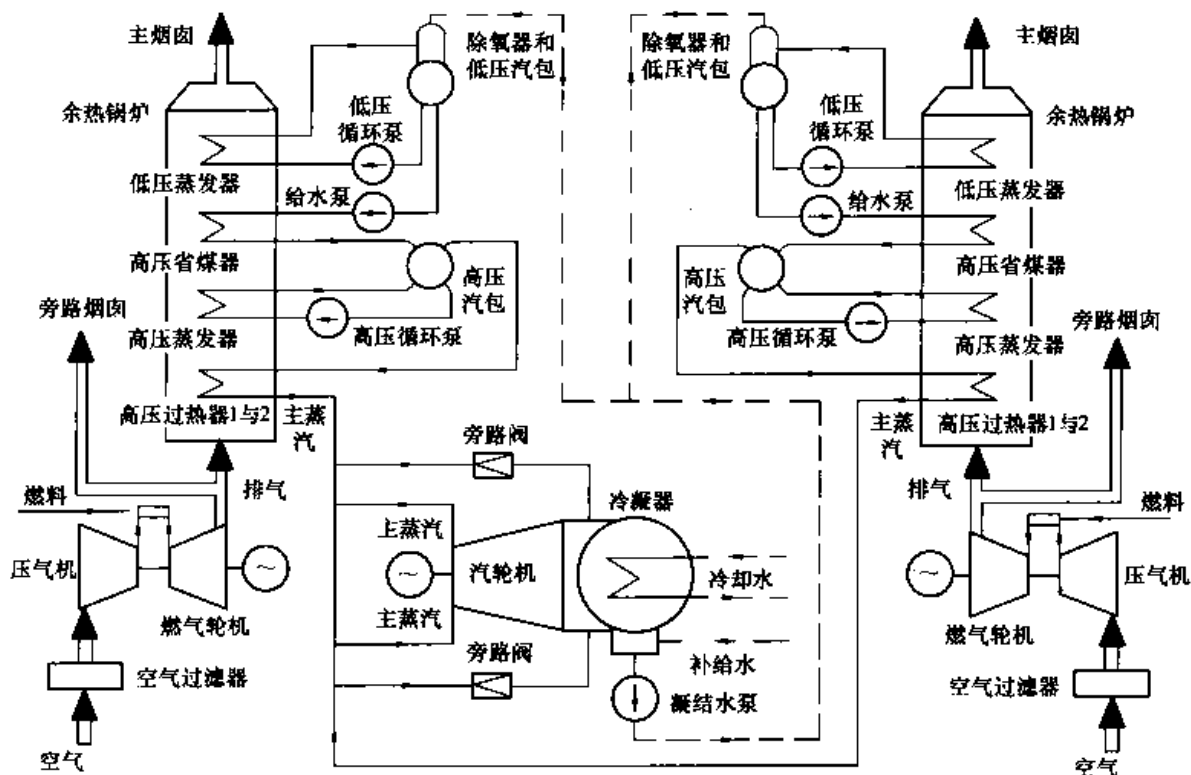 主烟囱
除氧器和
低压汽包
除氧器和
低压汽包
主烟囱
余热锅炉
低压
循环泵
低压
循环泵
余热锅炉
低压蒸发器
给水泵
给水泵
低压蒸发器
高压省煤器
高压
汽包
高压
汽包
高压省煤器
旁路烟囱
高压蒸发器
高压循环泵
高压循环泵
高压蒸发器
旁路烟囱
高压过热器1与2
主蒸
汽
主蒸
汽
高压过热器1与2
旁路阀
燃料
排气
冷凝器
排气
燃料
主蒸汽
~
压气机
~
汽轮机
冷却水
~
压气机
燃气轮机
主蒸汽
燃气轮机
旁路阀
补给水
空气过滤器
凝结水泵
空气过滤器
空气
空气